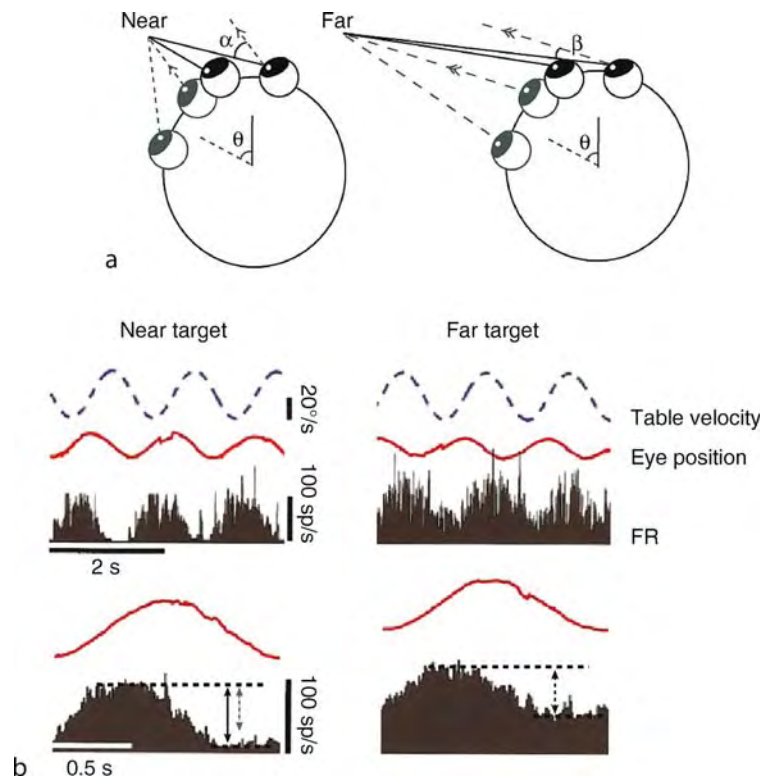 Near
Far
α
β
θ
θ
a
Near target
Far target
20°/s
Table velocity
Eye position
100 sp/s
FR
2 s
100 sp/s
b
0.5 s